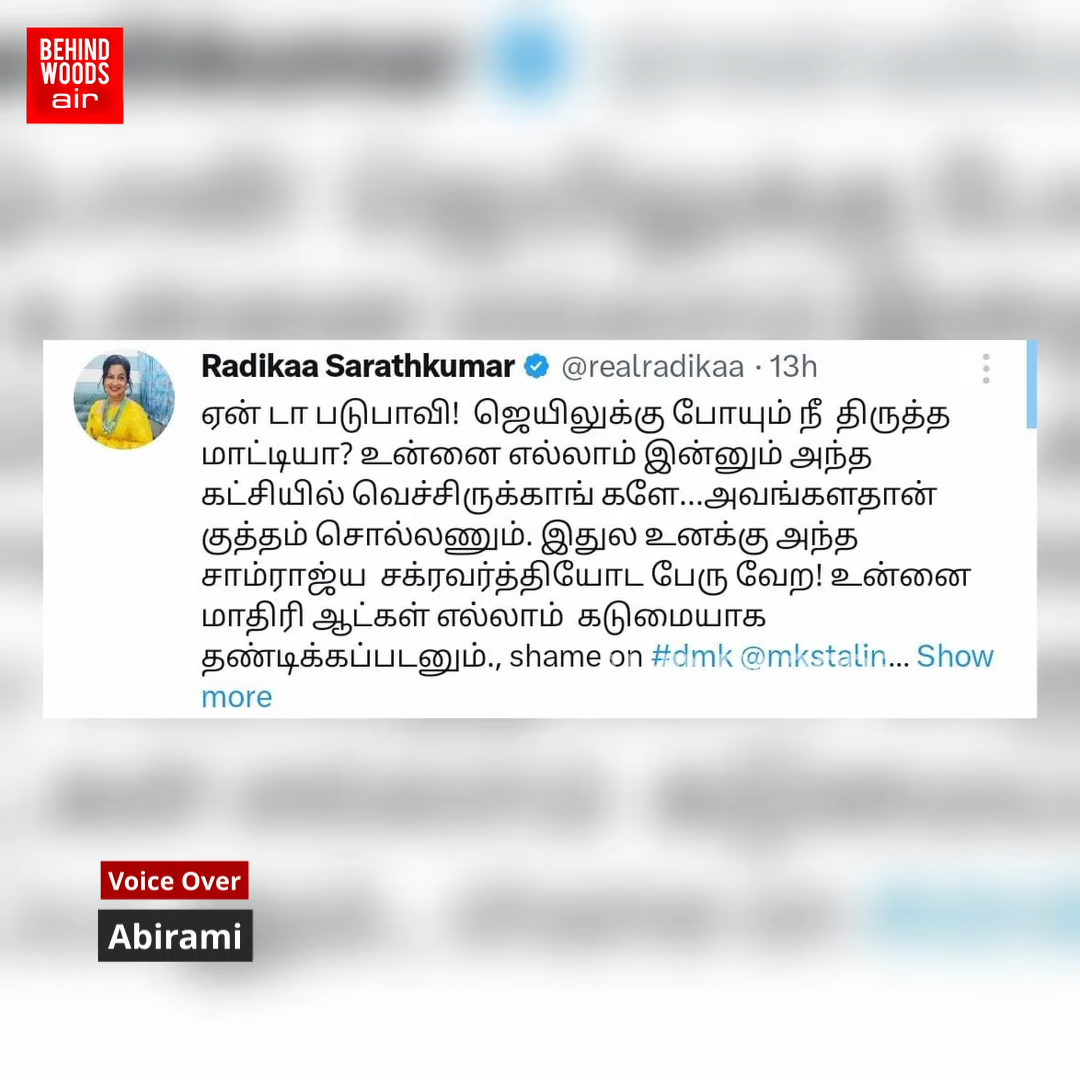 BEHIND
WOODS
air
Radikaa Sarathkumar @realradikaa · 13h
ஏன் டா படுபாவி! ஜெயிலுக்கு போயும் நீ திருத்த
மாட்டியா? உன்னை எல்லாம் இன்னும் அந்த
கட்சியில் வெச்சிருக்காங் களே...அவங்களதான்
குத்தம் சொல்லணும். இதுல உனக்கு அந்த
சாம்ராஜ்ய சக்ரவர்த்தியோட பேரு வேற! உன்னை
மாதிரி ஆட்கள் எல்லாம் கடுமையாக
தண்டிக்கப்படனும்., shame on #dmk @mkstalin... Show
more
Voice Over
Abirami